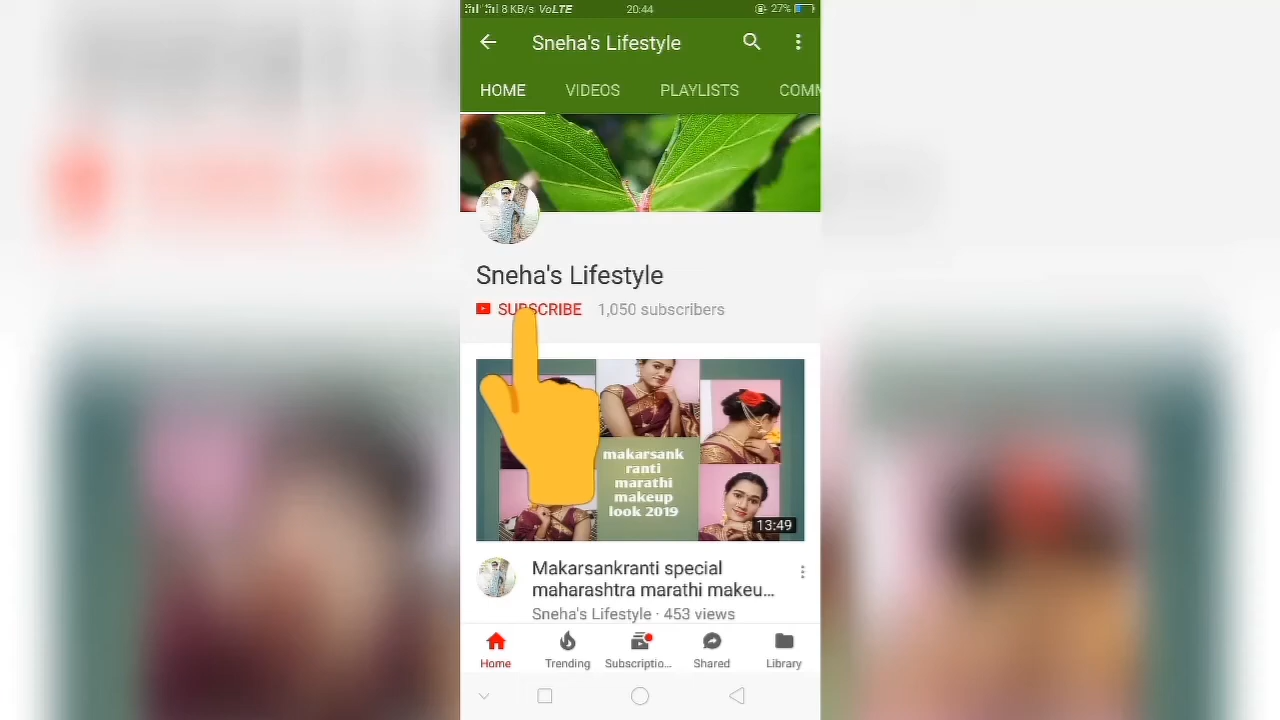 8 KB/s VoLTE 20:44 27%
Sneha's Lifestyle
HOME VIDEOS PLAYLISTS COMM
Sneha's Lifestyle
SUBSCRIBE 1,050 subscribers
makarsank
ranti
marathi
makeup
look 2019
13:49
Makarsankranti special
maharashtra marathi makeu...
Sneha's Lifestyle · 453 views
Home Trending Subscriptio... Shared Library